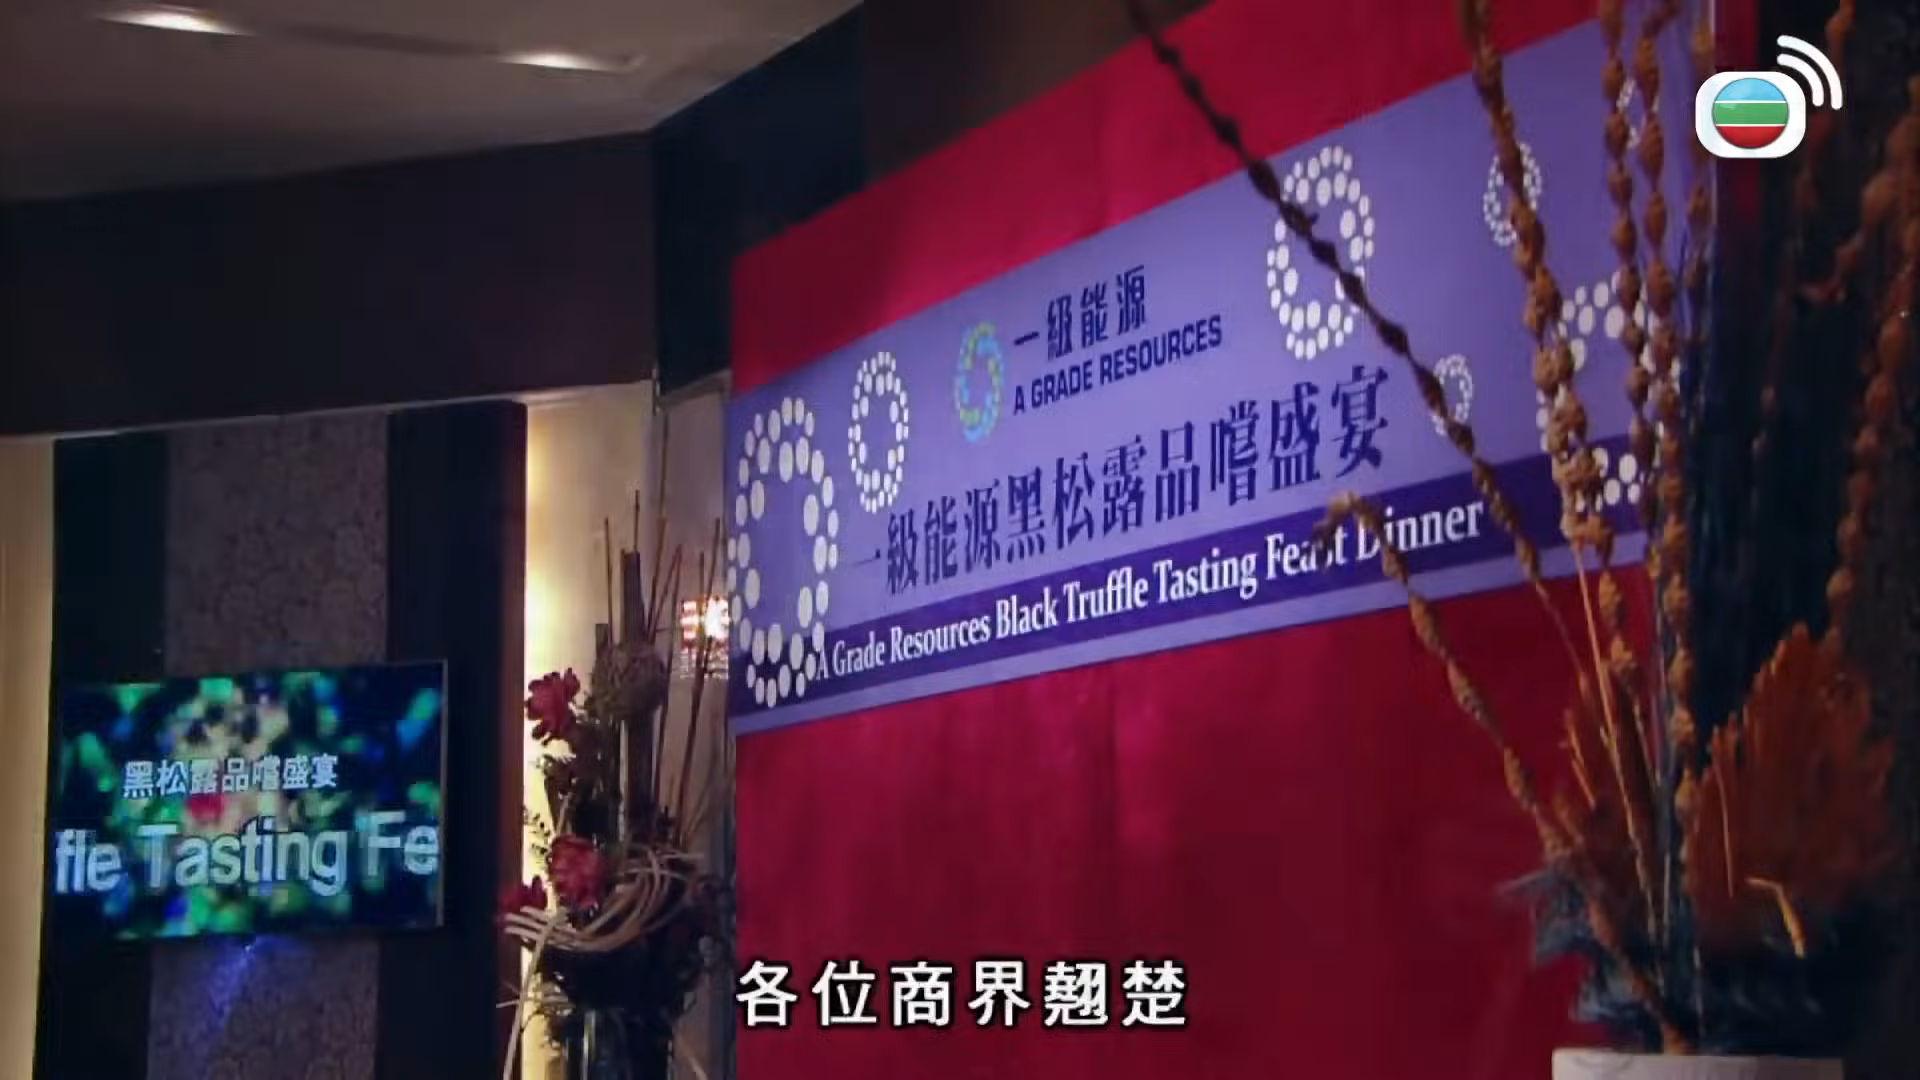 一級能源
A GRADE RESOURCES
一級能源黑松露品嚐盛宴
A Grade Resources Black Truffle Tasting Feast Dinner
黑松露品嚐盛宴
fle Tasting Fe
各位商界翹楚